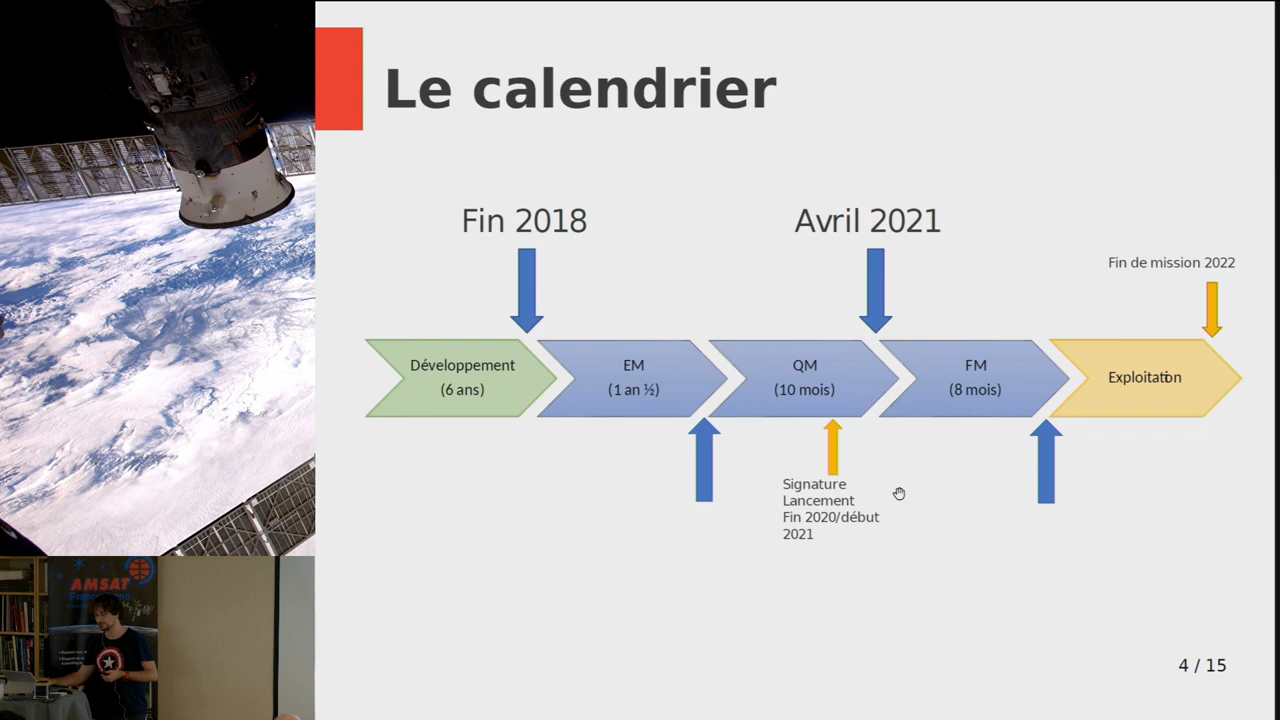 Le calendrier
Fin 2018
Avril 2021
Fin de mission 2022
Développement
(6 ans)
EM
(1 an ½)
QM
(10 mois)
FM
(8 mois)
Exploitation
Signature
Lancement
Fin 2020/début
2021
4 / 15
AMSAT